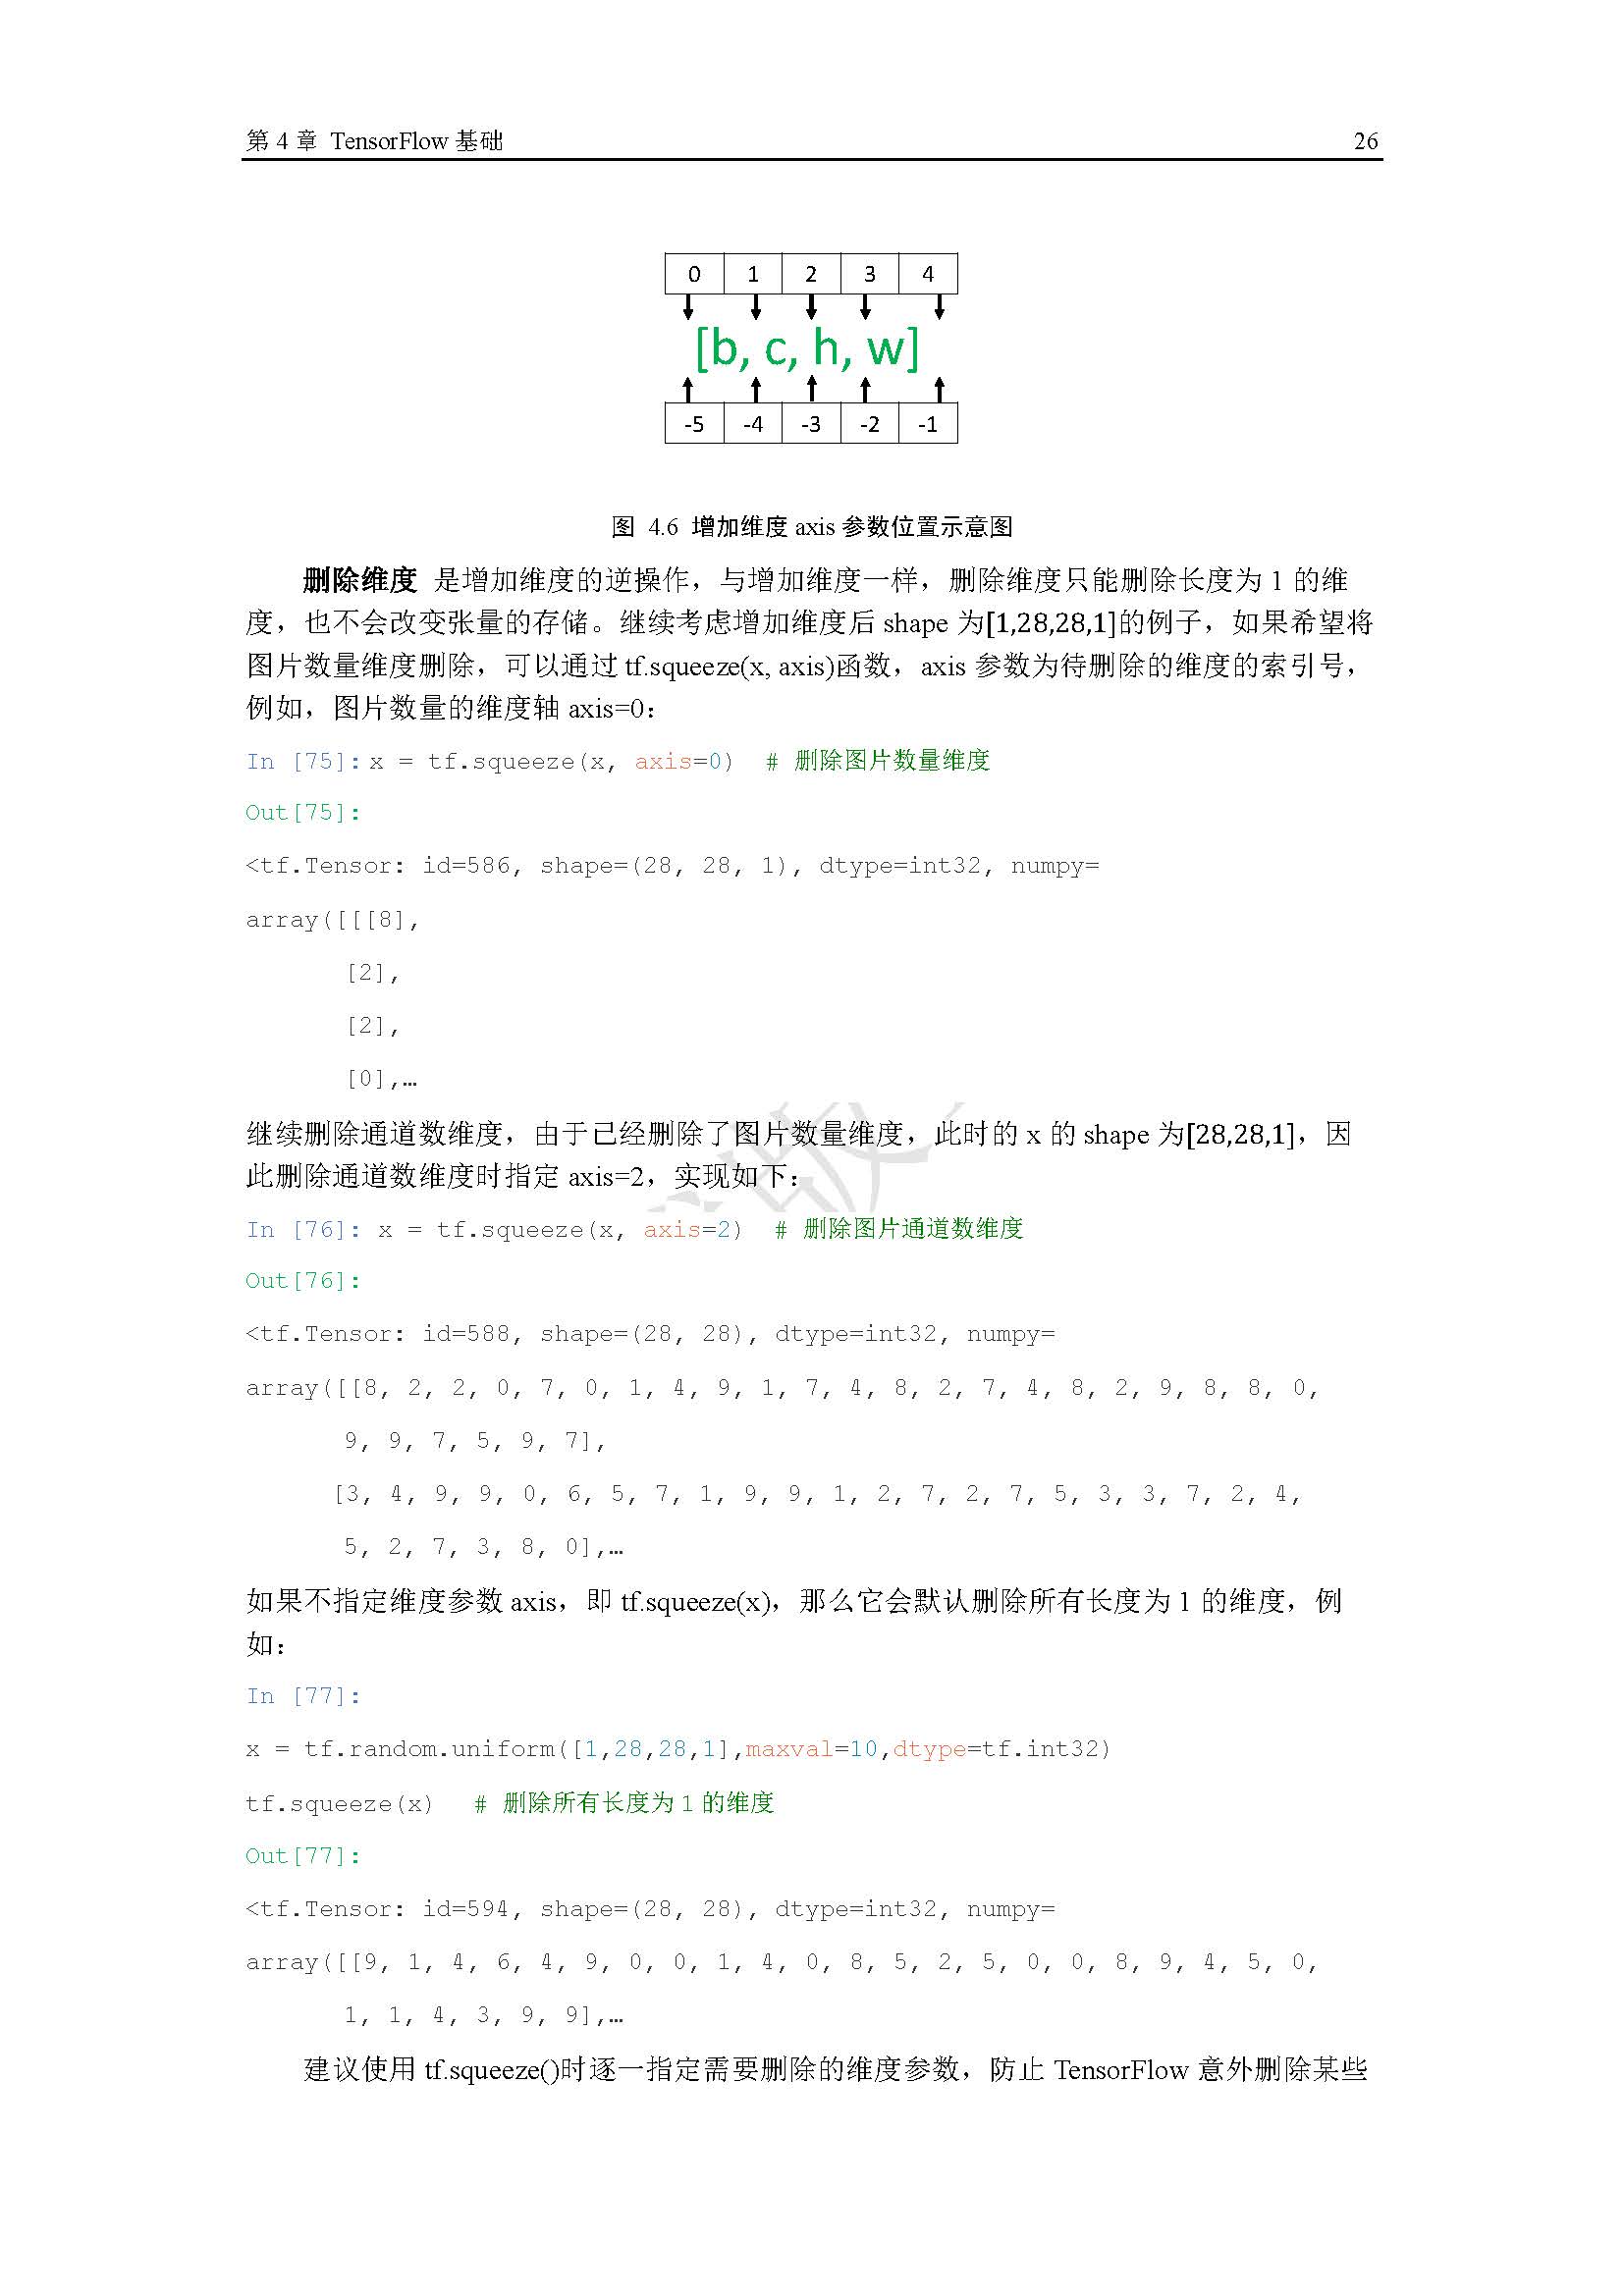 第 4 章 TensorFlow 基础 26
0 1 2 3 4
[b, c, h, w]
-5 -4 -3 -2 -1
图 4.6 增加维度 axis 参数位置示意图
删除维度 是增加维度的逆操作，与增加维度一样，删除维度只能删除长度为 1 的维
度，也不会改变张量的存储。继续考虑增加维度后 shape 为[1,28,28,1]的例子，如果希望将
图片数量维度删除，可以通过 tf.squeeze(x, axis)函数，axis 参数为待删除的维度的索引号，
例如，图片数量的维度轴 axis=0：
In [75]: x = tf.squeeze(x, axis=0) # 删除图片数量维度
Out[75]:
<tf.Tensor: id=586, shape=(28, 28, 1), dtype=int32, numpy=
array([[[8],
[2],
[2],
[0],…
继续删除通道数维度，由于已经删除了图片数量维度，此时的 x 的 shape 为[28,28,1]，因
此删除通道数维度时指定 axis=2，实现如下：
In [76]: x = tf.squeeze(x, axis=2) # 删除图片通道数维度
Out[76]:
<tf.Tensor: id=588, shape=(28, 28), dtype=int32, numpy=
array([[8, 2, 2, 0, 7, 0, 1, 4, 9, 1, 7, 4, 8, 2, 7, 4, 8, 2, 9, 8, 8, 0,
9, 9, 7, 5, 9, 7],
[3, 4, 9, 9, 0, 6, 5, 7, 1, 9, 9, 1, 2, 7, 2, 7, 5, 3, 3, 7, 2, 4,
5, 2, 7, 3, 8, 0],…
如果不指定维度参数 axis，即 tf.squeeze(x)，那么它会默认删除所有长度为 1 的维度，例
如：
In [77]:
x = tf.random.uniform([1,28,28,1],maxval=10,dtype=tf.int32)
tf.squeeze(x) # 删除所有长度为 1 的维度
Out[77]:
<tf.Tensor: id=594, shape=(28, 28), dtype=int32, numpy=
array([[9, 1, 4, 6, 4, 9, 0, 0, 1, 4, 0, 8, 5, 2, 5, 0, 0, 8, 9, 4, 5, 0,
1, 1, 4, 3, 9, 9],…
建议使用 tf.squeeze()时逐一指定需要删除的维度参数，防止 TensorFlow 意外删除某些